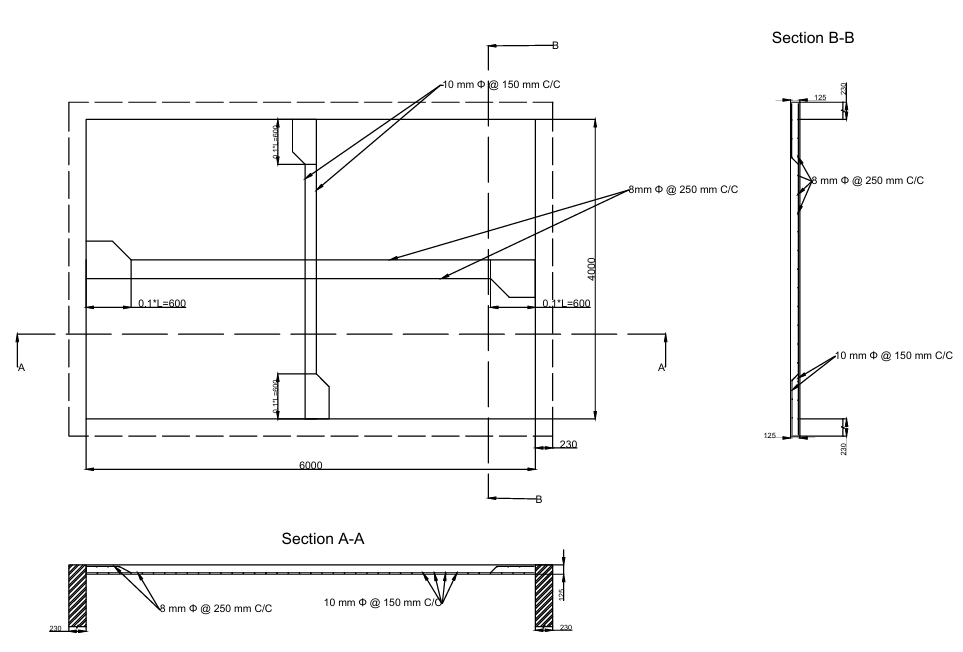 Section B-B
B
230
125
10 mm Φ @ 150 mm C/C
0.1*L=600
8 mm Φ @ 250 mm C/C
8mm Φ @ 250 mm C/C
4000
0.1*L=600
0.1*L=600
A
A
10 mm Φ @ 150 mm C/C
0.1*L=600
125
230
230
6000
B
Section A-A
125
8 mm Φ @ 250 mm C/C
10 mm Φ @ 150 mm C/C
230
230